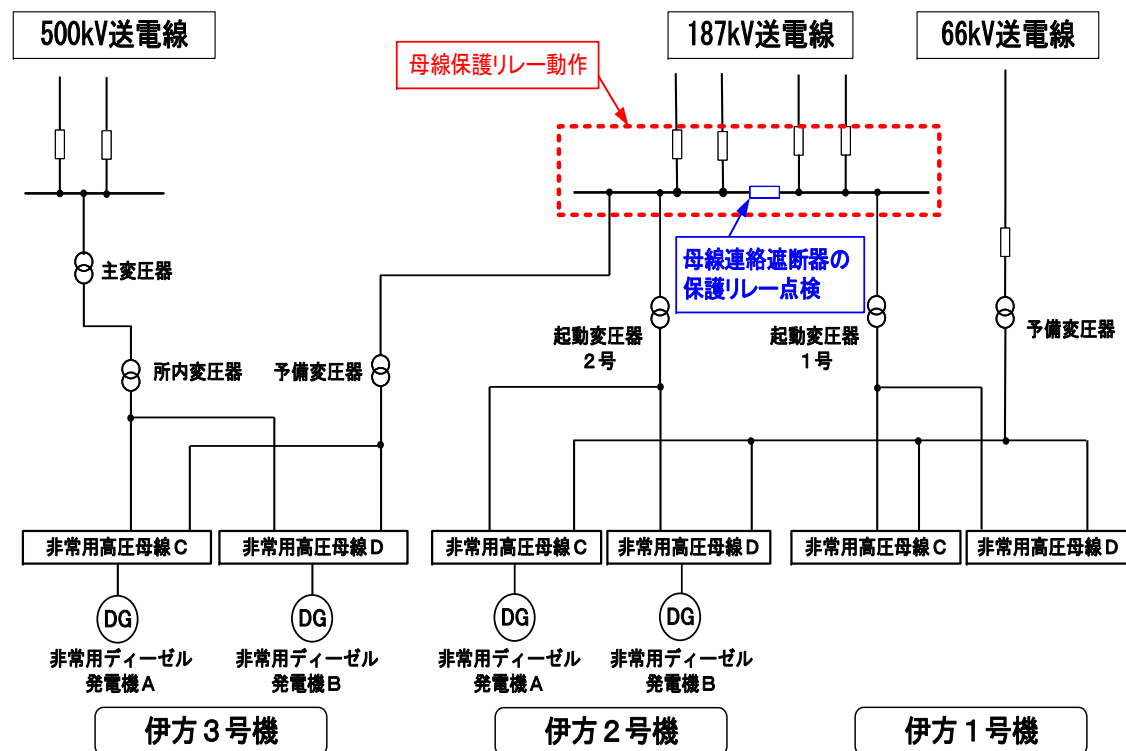 500kV送電線
187kV送電線
66kV送電線
母線保護リレー動作
母線連絡遮断器の
保護リレー点検
主変圧器
所内変圧器
予備変圧器
起動変圧器
2号
起動変圧器
1号
予備変圧器
非常用高圧母線C
非常用高圧母線D
非常用高圧母線C
非常用高圧母線D
非常用高圧母線C
非常用高圧母線D
DG
DG
DG
DG
非常用ディーゼル
発電機A
非常用ディーゼル
発電機B
非常用ディーゼル
発電機A
非常用ディーゼル
発電機B
伊方3号機
伊方2号機
伊方1号機